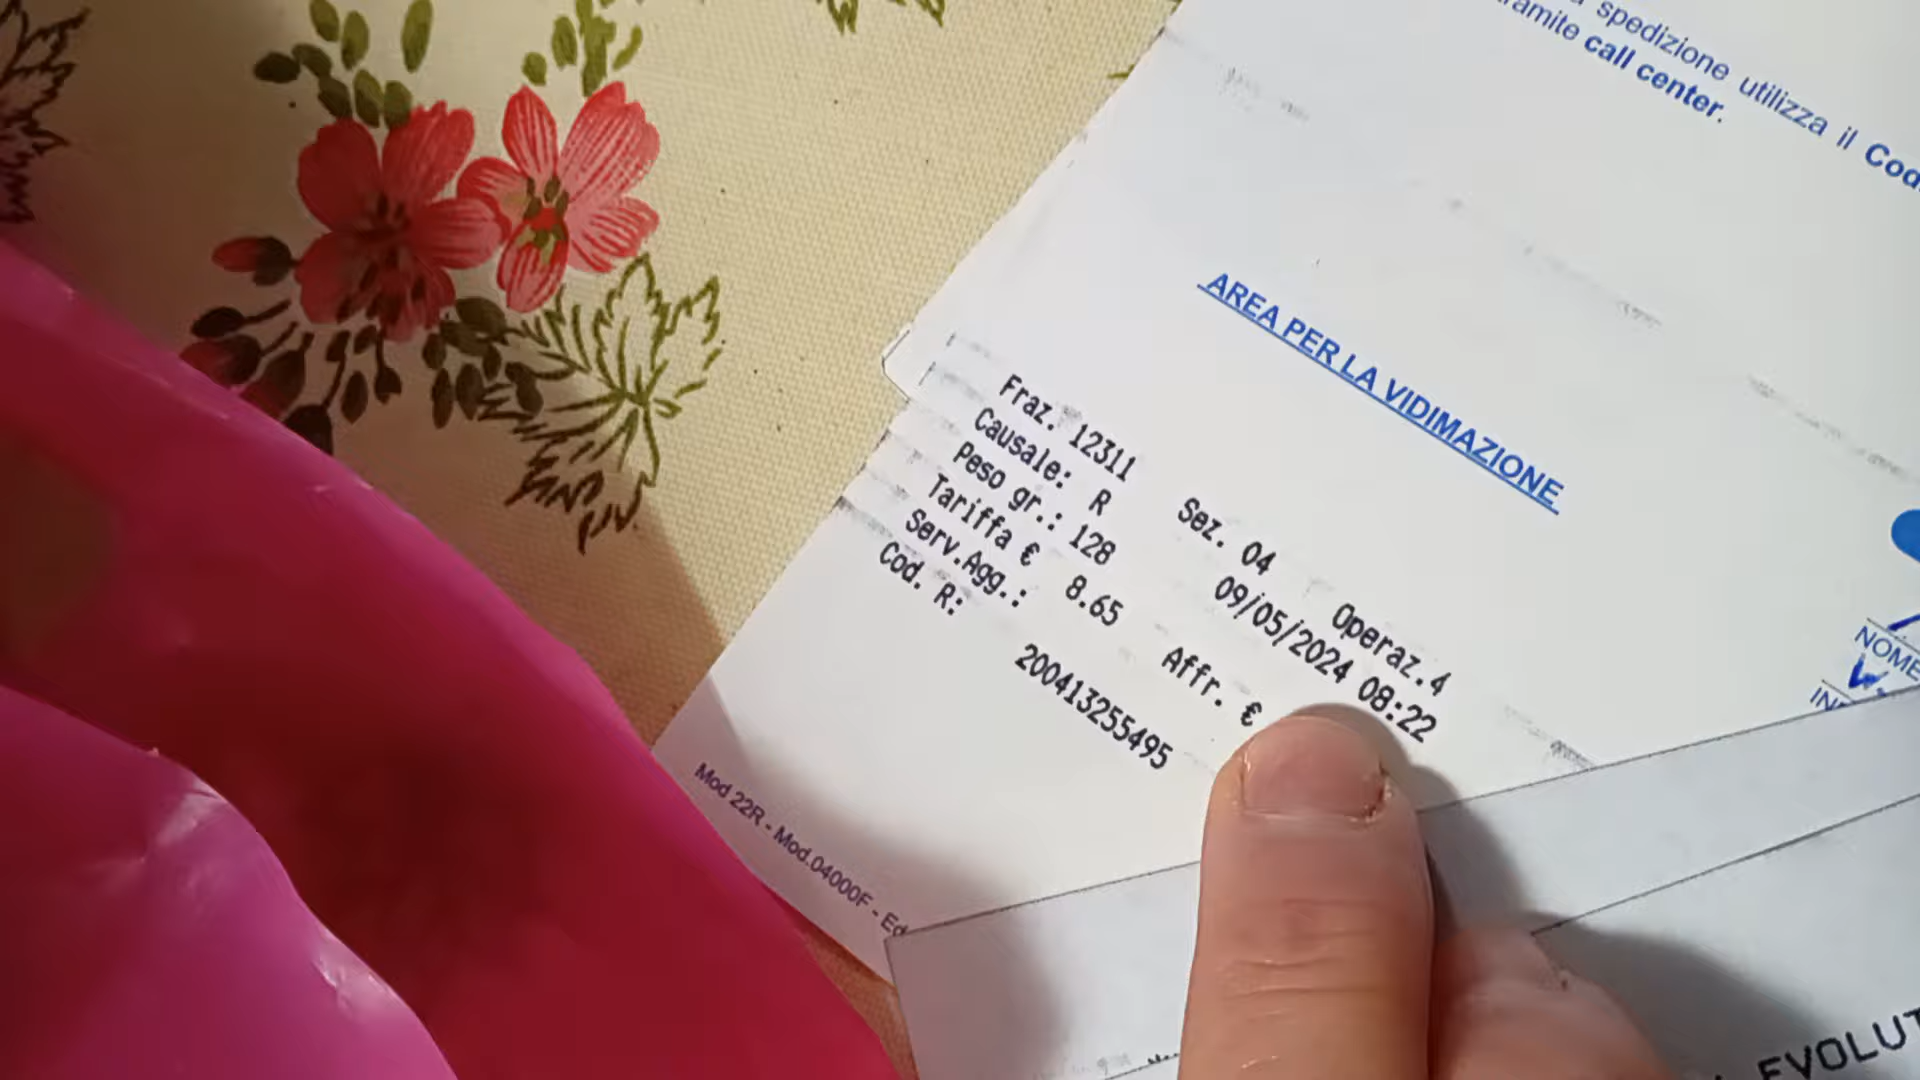 spedizione utilizza il
tramite call center.
AREA PER LA VIDIMAZIONE
Fraz. 12311 Sez. 04 Operaz.4
Causale: R 09/05/2024 08:22
Peso gr.: 128
Tariffa € 8.65 Affr. €
Serv.Agg.:
Cod. R: 200413255495
Mod 22R - Mod.04000F - Ed
NOME
EVOLUT